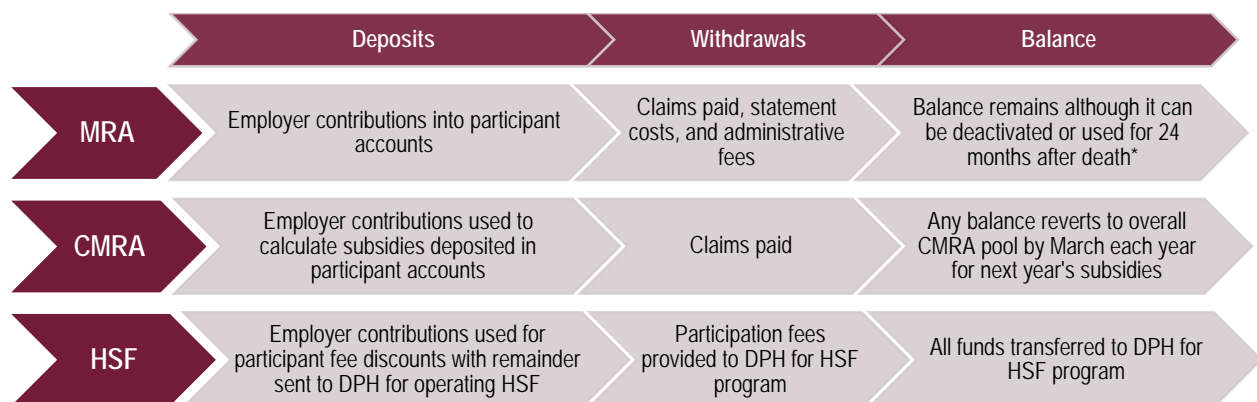 Deposits
Withdrawals
Balance
MRA
Employer contributions into participant
accounts
Claims paid, statement
costs, and administrative
fees
Balance remains although it can
be deactivated or used for 24
months after death*
CMRA
Employer contributions used to
calculate subsidies deposited in
participant accounts
Claims paid
Any balance reverts to overall
CMRA pool by March each year
for next year's subsidies
HSF
Employer contributions used for
participant fee discounts with remainder
sent to DPH for operating HSF
Participation fees
provided to DPH for HSF
program
All funds transferred to DPH for
HSF program